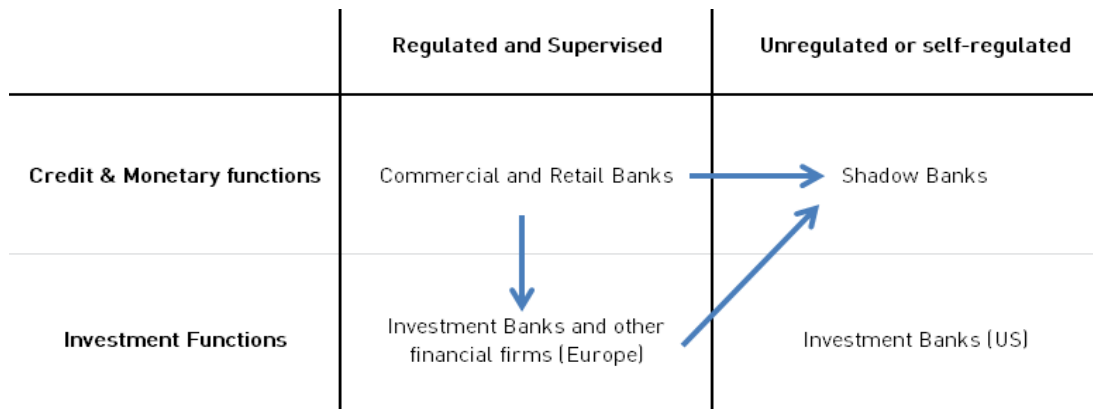 Regulated and Supervised
Unregulated or self-regulated
Credit & Monetary functions
Commercial and Retail Banks
Shadow Banks
Investment Functions
Investment Banks and other
financial firms (Europe)
Investment Banks (US)